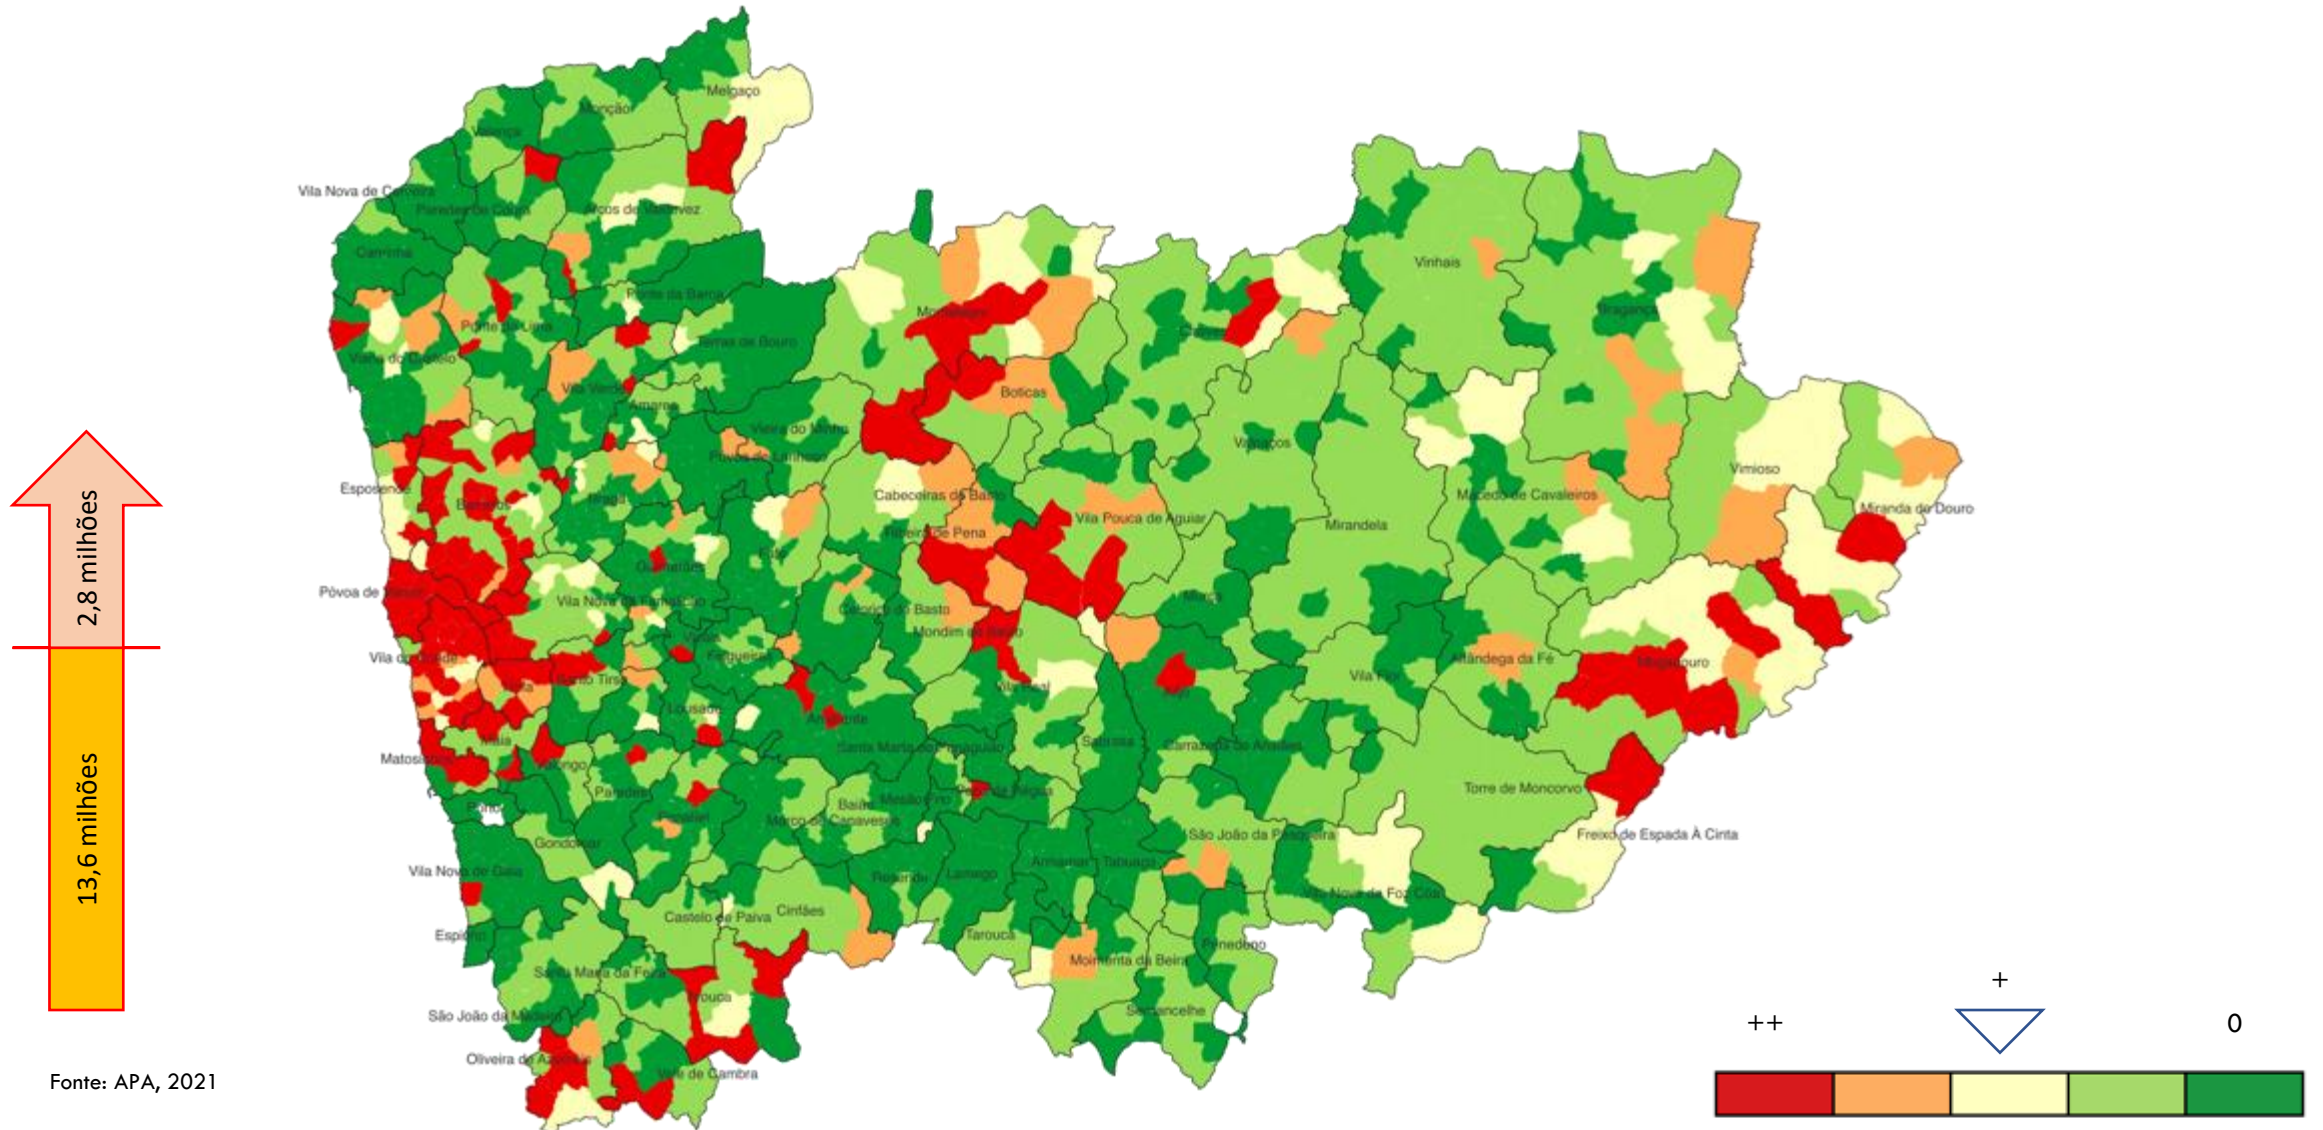 Melgaço
Monção
Valença
Vila Nova de Cerveira
Paredes de Coura
Arcos de Valdevez
Caminha
Vinhais
Ponte da Barca
Bragança
Montalegre
Ponte de Lima
Chaves
Terras de Bouro
Viana do Castelo
Vila Verde
Boticas
Amares
Vieira do Minho
Valpaços
Póvoa de Lanhoso
Vimioso
Esposende
Cabeceiras de Basto
Macedo de Cavaleiros
Braga
Barcelos
Miranda do Douro
Vila Pouca de Aguiar
Mirandela
Ribeira de Pena
Fafe
Guimarães
2,8 milhões
Póvoa de Varzim
Vila Nova de Famalicão
Murça
Celorico de Basto
Mondim de Basto
Vizela
Vila do Conde
Felgueiras
Alfândega da Fé
Mogadouro
Santo Tirso
Trofa
Vila Real
Vila Flor
Alijó
Lousada
Amarante
Maia
Santa Marta de Penaguião
Sabrosa
Carrazeda de Ansiães
Matosinhos
Valongo
13,6 milhões
Paredes
Peso da Régua
Torre de Moncorvo
Porto
Baião
Mesão Frio
Penafiel
Marco de Canaveses
São João da Pesqueira
Freixo de Espada À Cinta
Gondomar
Armamar
Tabuaço
Vila Nova de Gaia
Resende
Lamego
Vila Nova de Foz Côa
Castelo de Paiva
Cinfães
Espinho
Tarouca
Penedono
Moimenta da Beira
Santa Maria da Feira
Arouca
+
São João da Madeira
Sernancelhe
++
0
Oliveira de Azeméis
Vale de Cambra
Fonte: APA, 2021